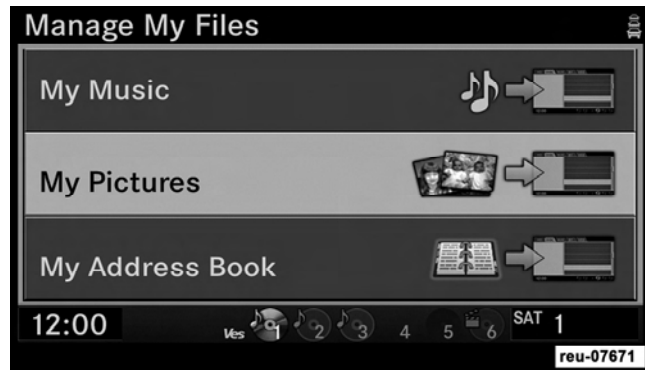 Manage My Files
My Music
My Pictures
My Address Book
12:00 Ves 1 2 3 4 5 6 SAT 1
reu-07671